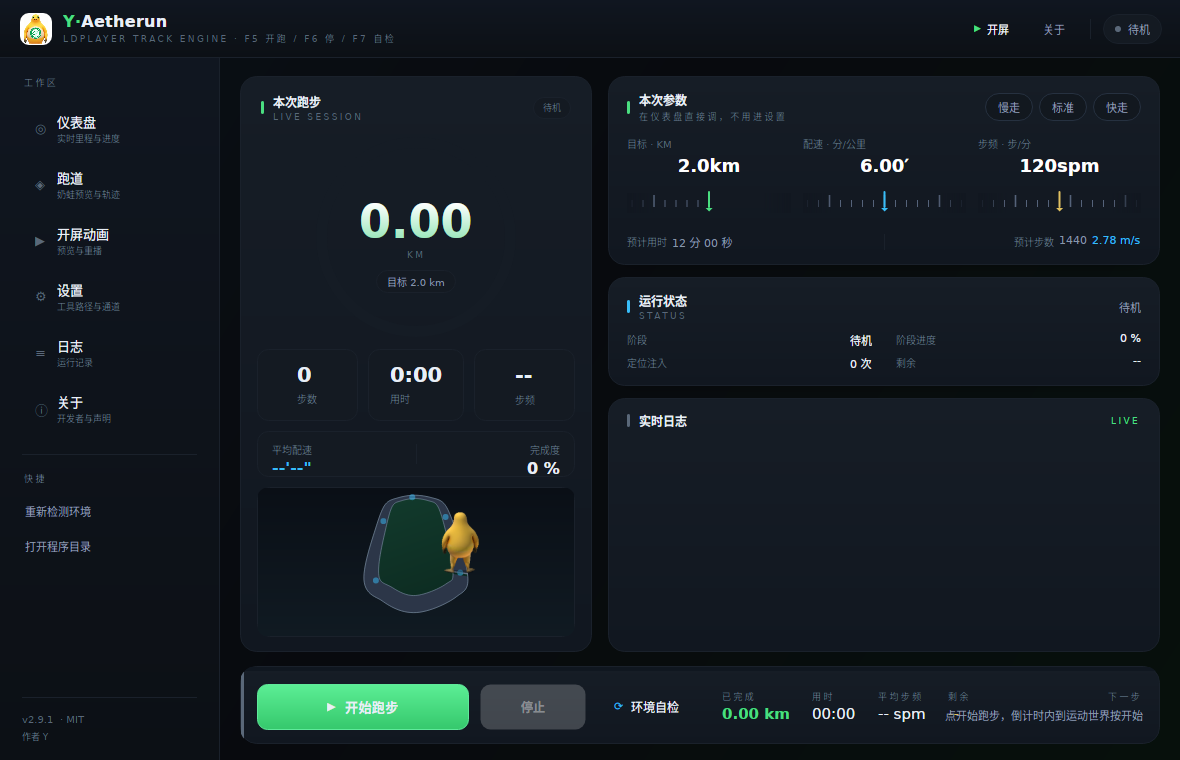 Y·Aetherun
LDPLAYER TRACK ENGINE · F5 开跑 / F6 停 / F7 自检
▶ 开屏
关于
待机
工作区
仪表盘
实时里程与进度
跑道
奶蛙预览与轨迹
开屏动画
预览与重播
设置
工具路径与通道
日志
运行记录
关于
开发者与声明
快捷
重新检测环境
打开程序目录
v2.9.1 · MIT
作者 Y
本次跑步
LIVE SESSION
待机
0.00
KM
目标 2.0 km
0
步数
0:00
用时
--
步频
平均配速
--'--"
完成度
0 %
本次参数
在仪表盘直接调，不用进设置
慢走
标准
快走
目标 · KM
2.0km
配速 · 分/公里
6.00′
步频 · 步/分
120spm
预计用时 12 分 00 秒
预计步数 1440 2.78 m/s
运行状态
STATUS
待机
阶段 待机
阶段进度 0 %
定位注入 0 次
剩余 --
实时日志
LIVE
▶ 开始跑步
停止
⟳ 环境自检
已完成
0.00 km
用时
00:00
平均步频
-- spm
剩余
下一步
点开始跑步，倒计时内到运动世界按开始